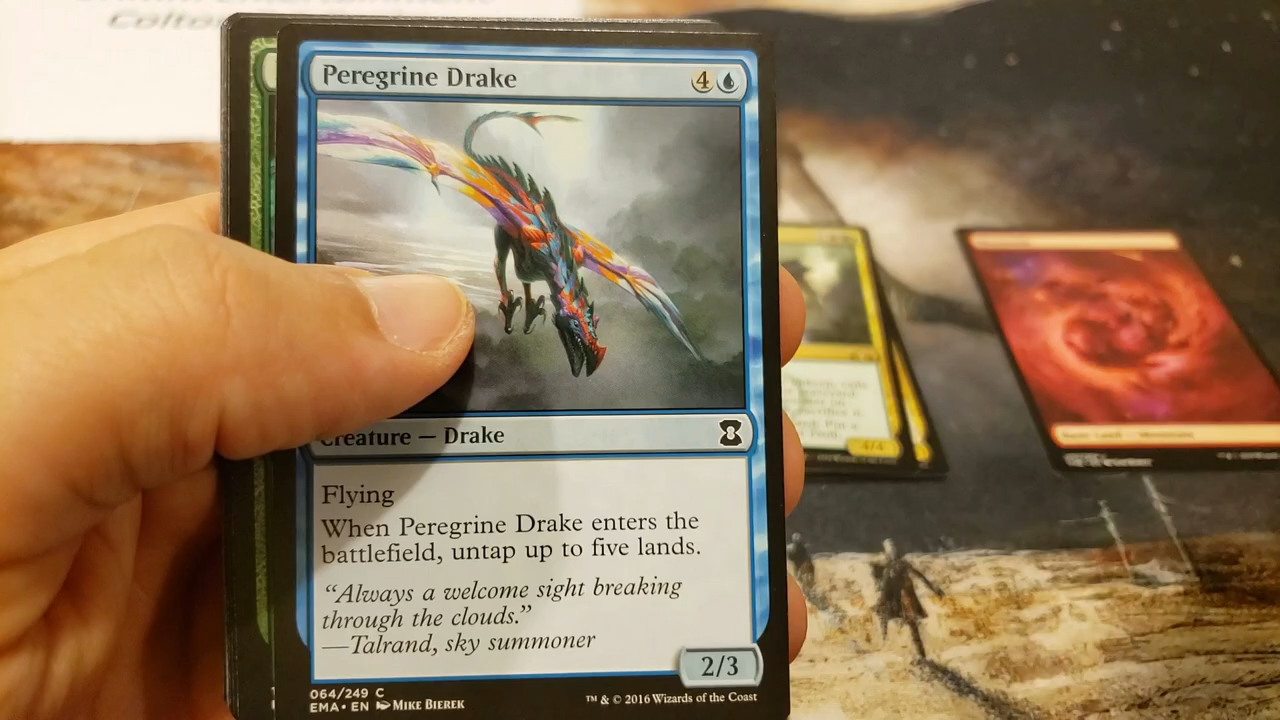 Peregrine Drake
4
Creature — Drake
Flying
When Peregrine Drake enters the
battlefield, untap up to five lands.
“Always a welcome sight breaking
through the clouds.”
—Talrand, sky summoner
2/3
064/249 C
EMA • EN Mike Bierek
™ & © 2016 Wizards of the Coast
4/4